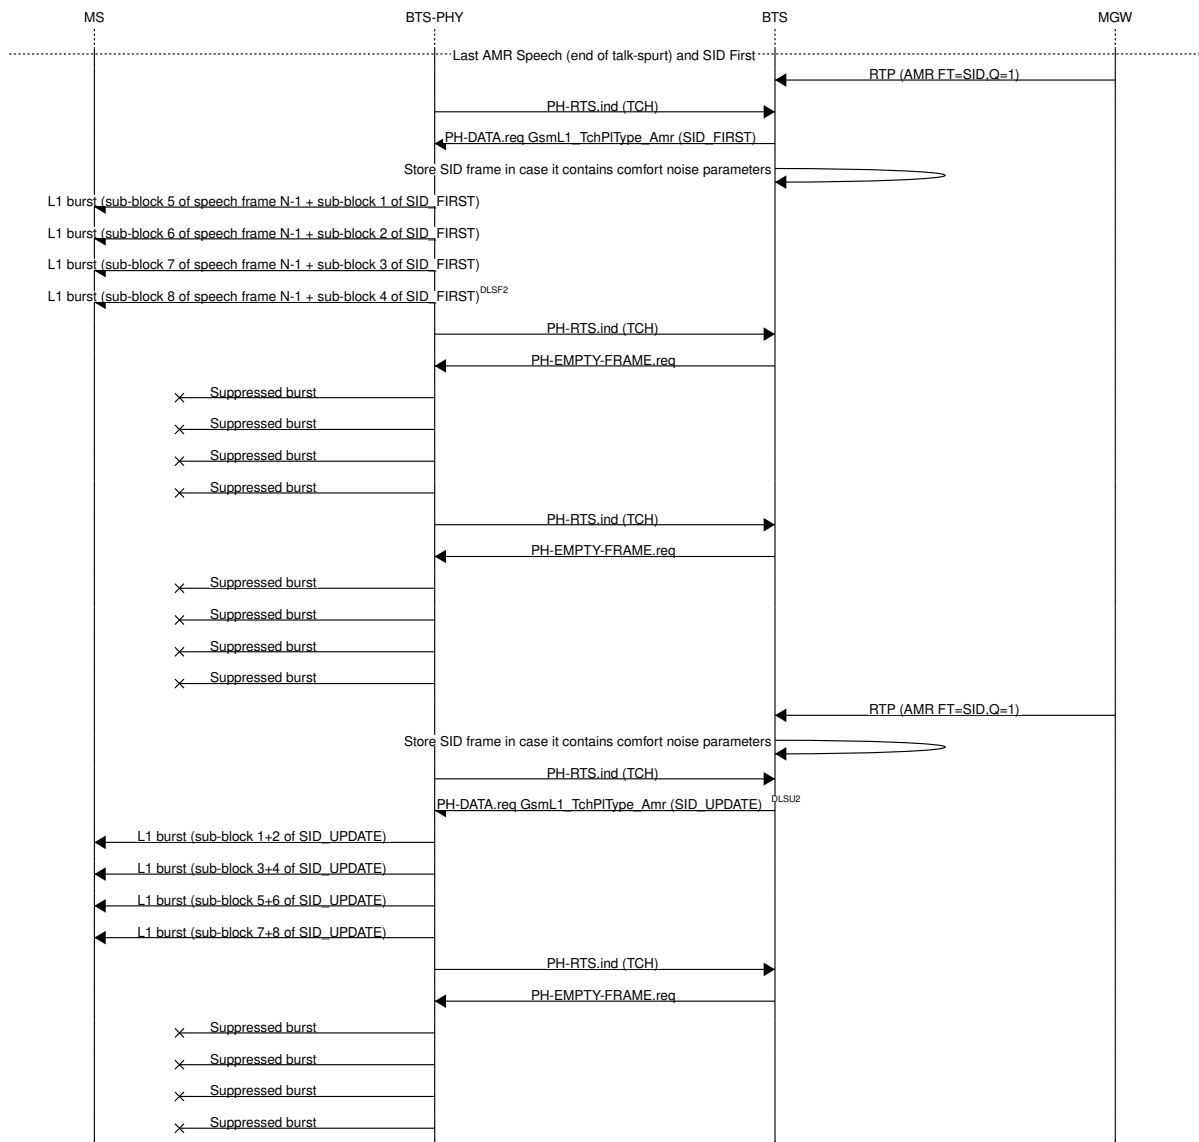 MS BTS-PHY BTS MGW
Last AMR Speech (end of talk-spurt) and SID First
RTP (AMR FT=SID,Q=1)
PH-RTS.ind (TCH)
PH-DATA.req GsmL1_TchPlType_Amr (SID_FIRST)
Store SID frame in case it contains comfort noise parameters
L1 burst (sub-block 5 of speech frame N-1 + sub-block 1 of SID_FIRST)
L1 burst (sub-block 6 of speech frame N-1 + sub-block 2 of SID_FIRST)
L1 burst (sub-block 7 of speech frame N-1 + sub-block 3 of SID_FIRST)
L1 burst (sub-block 8 of speech frame N-1 + sub-block 4 of SID_FIRST) DLSF2
PH-RTS.ind (TCH)
PH-EMPTY-FRAME.req
Suppressed burst
Suppressed burst
Suppressed burst
Suppressed burst
PH-RTS.ind (TCH)
PH-EMPTY-FRAME.req
Suppressed burst
Suppressed burst
Suppressed burst
Suppressed burst
RTP (AMR FT=SID,Q=1)
Store SID frame in case it contains comfort noise parameters
PH-RTS.ind (TCH)
PH-DATA.req GsmL1_TchPlType_Amr (SID_UPDATE) DLSU2
L1 burst (sub-block 1+2 of SID_UPDATE)
L1 burst (sub-block 3+4 of SID_UPDATE)
L1 burst (sub-block 5+6 of SID_UPDATE)
L1 burst (sub-block 7+8 of SID_UPDATE)
PH-RTS.ind (TCH)
PH-EMPTY-FRAME.req
Suppressed burst
Suppressed burst
Suppressed burst
Suppressed burst